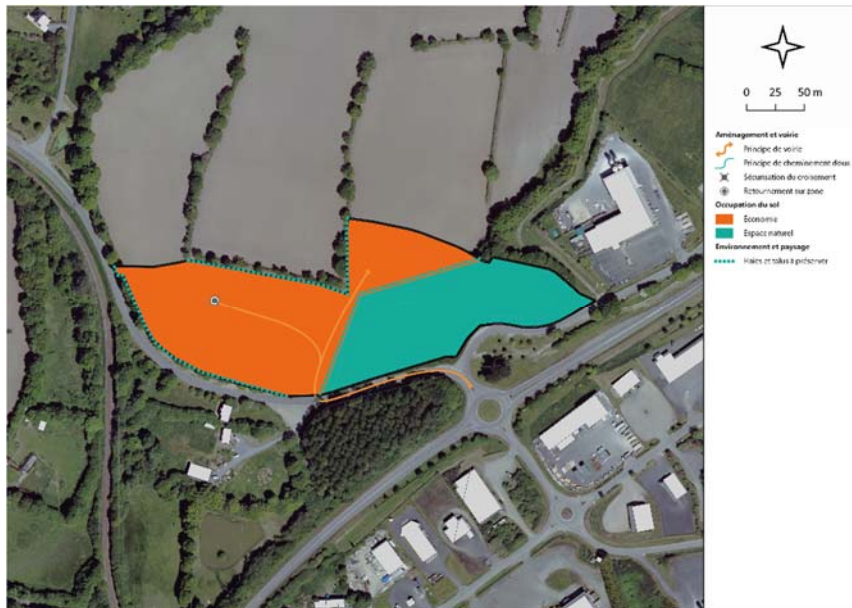 0 25 50 m
Aménagement et voirie
Principe de voirie
Principe de cheminement doux
Sécurisation du croisement
Retournement sur zone
Occupation du sol
Économie
Espace naturel
Environnement et paysage
Haies et talus à préserver